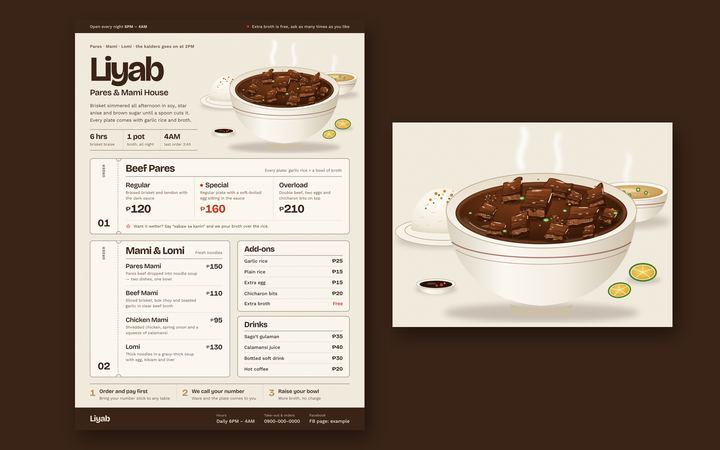 Open every night 5PM – 4AM
Extra broth is free, ask as many times as you like
Pares · Mami · Lomi · the kaldero goes on at 2PM
Liyab
Pares & Mami House
Brisket simmered all afternoon in soy, star
anise and brown sugar until a spoon cuts it.
Every plate comes with garlic rice and broth.
6 hrs
brisket braise
1 pot
broth, all night
4AM
last order 3:45
ORDER
01
Beef Pares
Every plate: garlic rice + a bowl of broth
Regular
Braised brisket and tendon with
the dark sauce
₱120
Special
Regular plate with a soft-boiled
egg sitting in the sauce
₱160
Overload
Double beef, two eggs and
chicharon bits on top
₱210
Want it wetter? Say "sabaw sa kanin" and we pour broth over the rice.
ORDER
02
Mami & Lomi
Fresh noodles
Pares Mami
₱150
Pares beef dropped into noodle soup
— two dishes, one bowl
Beef Mami
₱110
Sliced brisket, bok choy and toasted
garlic in clear beef broth
Chicken Mami
₱95
Shredded chicken, spring onion and a
squeeze of calamansi
Lomi
₱130
Thick noodles in a gravy-thick soup
with egg, kikiam and liver
Add-ons
Garlic rice ₱25
Plain rice ₱15
Extra egg ₱15
Chicharon bits ₱20
Extra broth Free
Drinks
Sago't gulaman ₱35
Calamansi juice ₱40
Bottled soft drink ₱30
Hot coffee ₱20
1 Order and pay first
Bring your number stick to any table
2 We call your number
Wave and the plate comes to you
3 Raise your bowl
More broth, no charge
Liyab
Hours
Daily 6PM – 4AM
Take-out & orders
0900-000-0000
Facebook
FB page: example